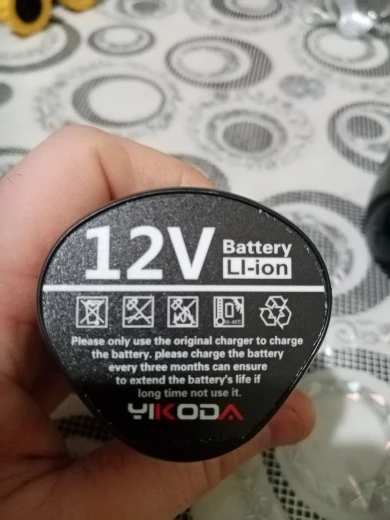 12V Battery
LI-ion
Please only use the original charger to charge
the battery. please charge the battery
every three months can ensure
to extend the battery's life if
long time not use it.
YIKODA